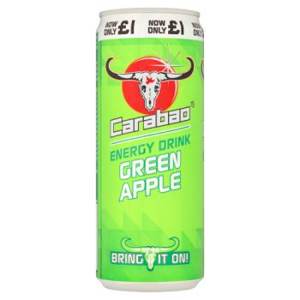 NOW ONLY £1 NOW ONLY £1
Carabao
ENERGY DRINK
GREEN
APPLE
BRING IT ON!